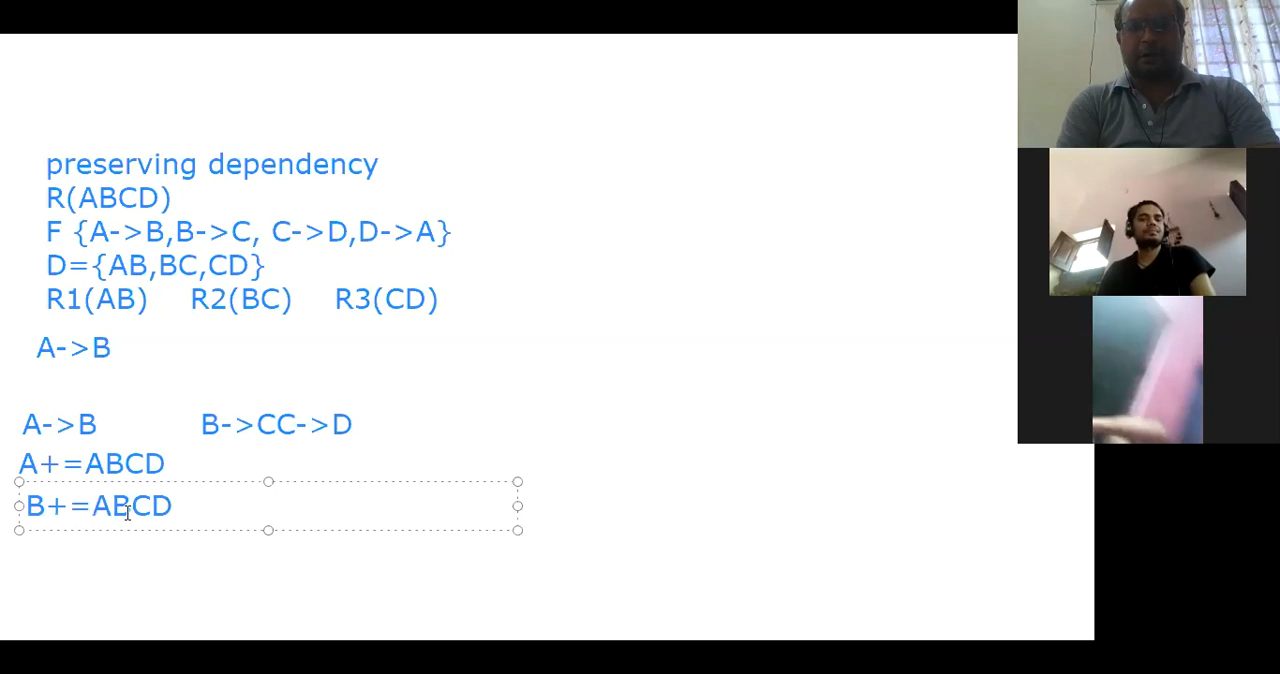 preserving dependency
R(ABCD)
F {A->B,B->C, C->D,D->A}
D={AB,BC,CD}
R1(AB) R2(BC) R3(CD)
A->B
A->B B->CC->D
A+=ABCD
B+=ABCD